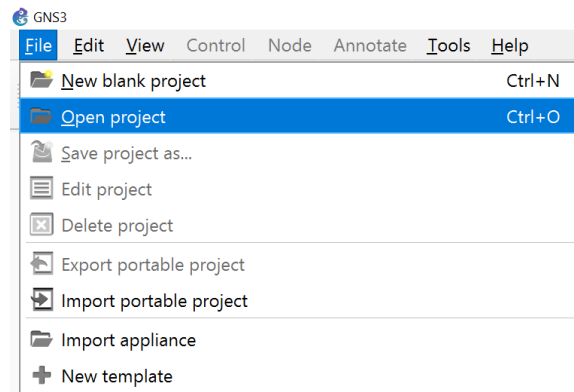 GNS3
File Edit View Control Node Annotate Tools Help
New blank project Ctrl+N
Open project Ctrl+O
Save project as...
Edit project
Delete project
Export portable project
Import portable project
Import appliance
New template